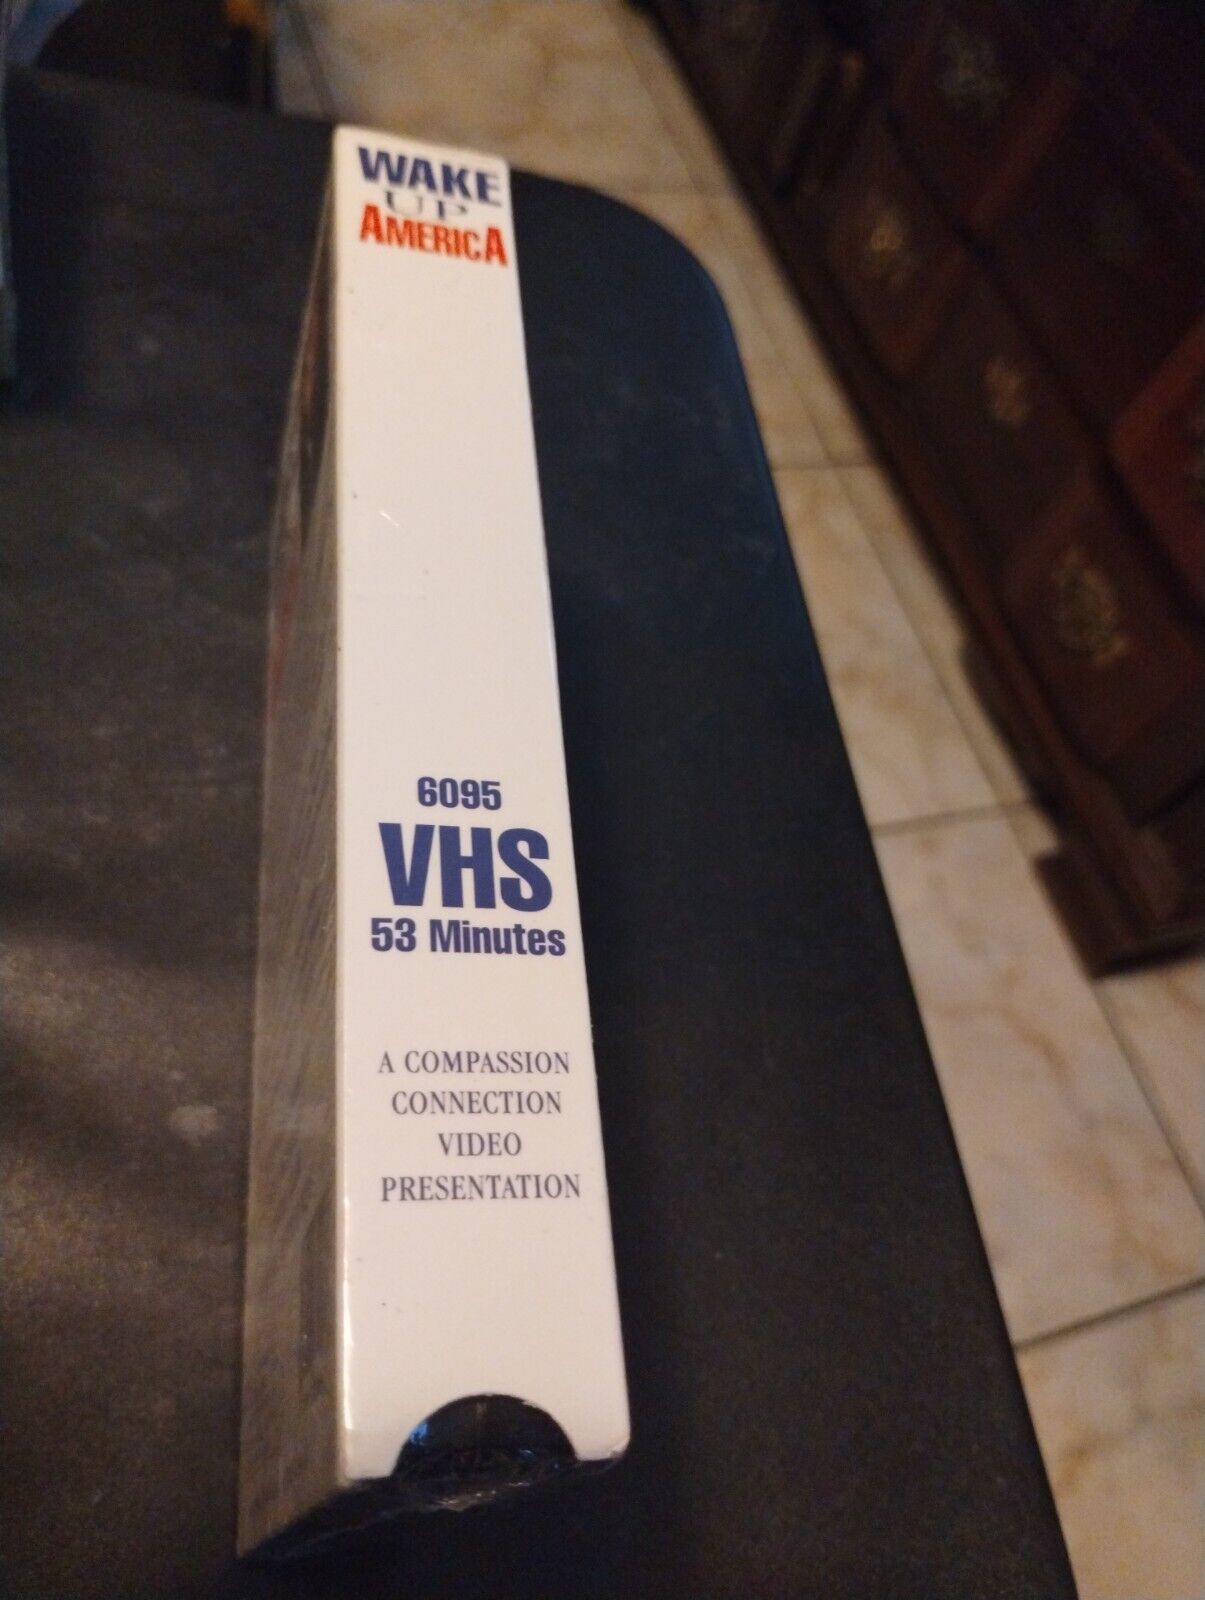 WAKE
UP
AMERICA
6095
VHS
53 Minutes
A COMPASSION
CONNECTION
VIDEO
PRESENTATION